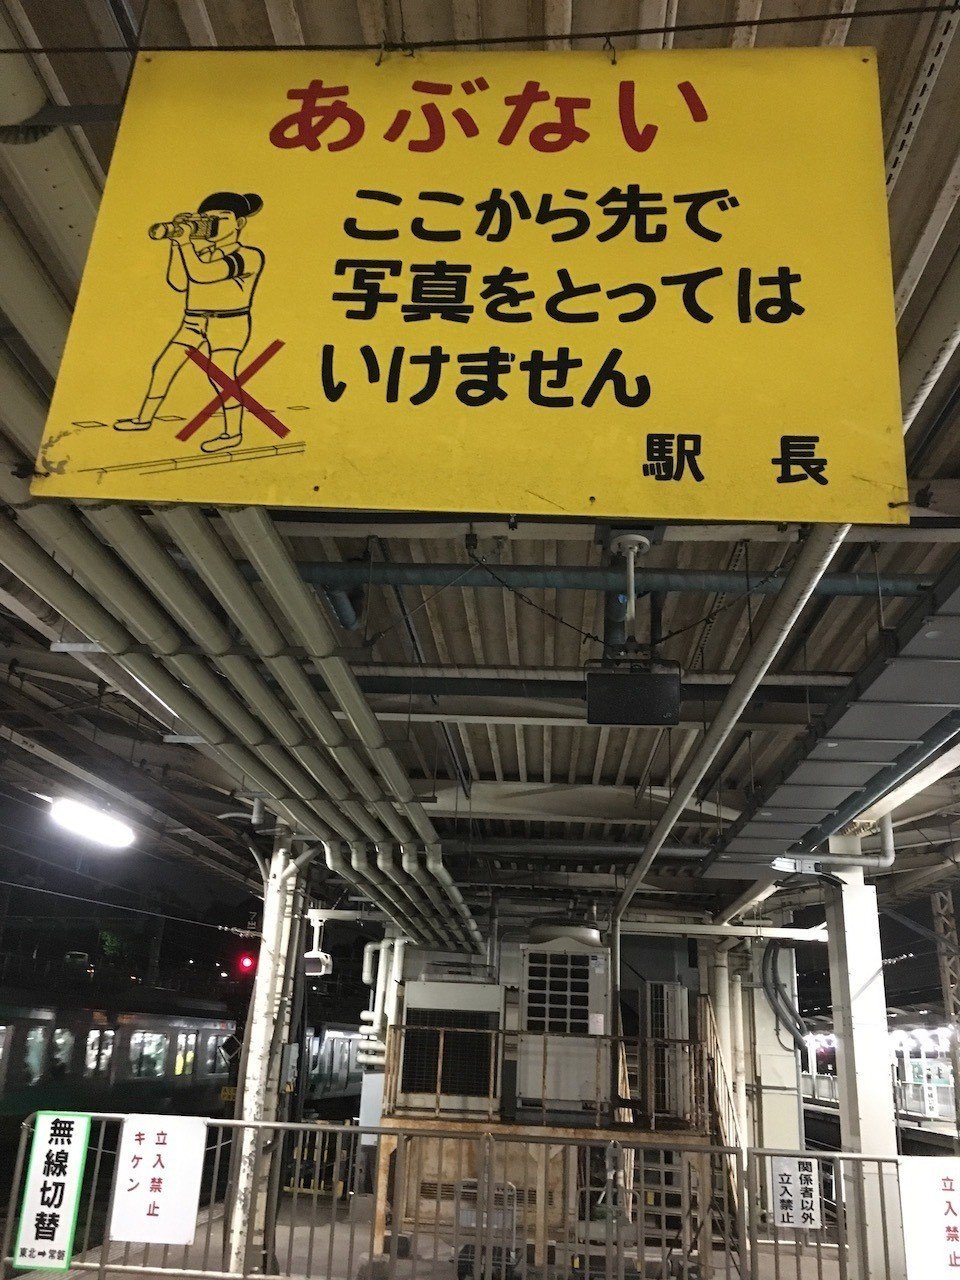 あぶない
ここから先で
写真をとっては
いけません
駅 長
無線切替
東北→常磐
立入禁止
キケン
関係者以外
立入禁止
立入禁止